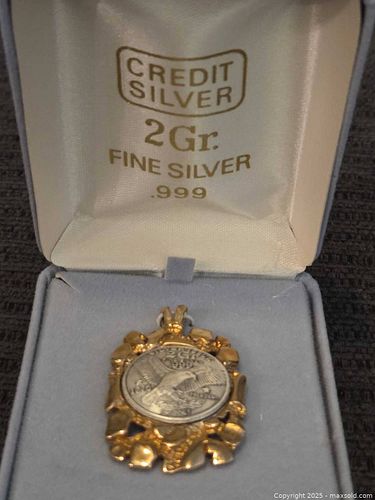 CREDIT
SILVER
2Gr.
FINE SILVER
.999
Copyright 2025 - maxsold.com